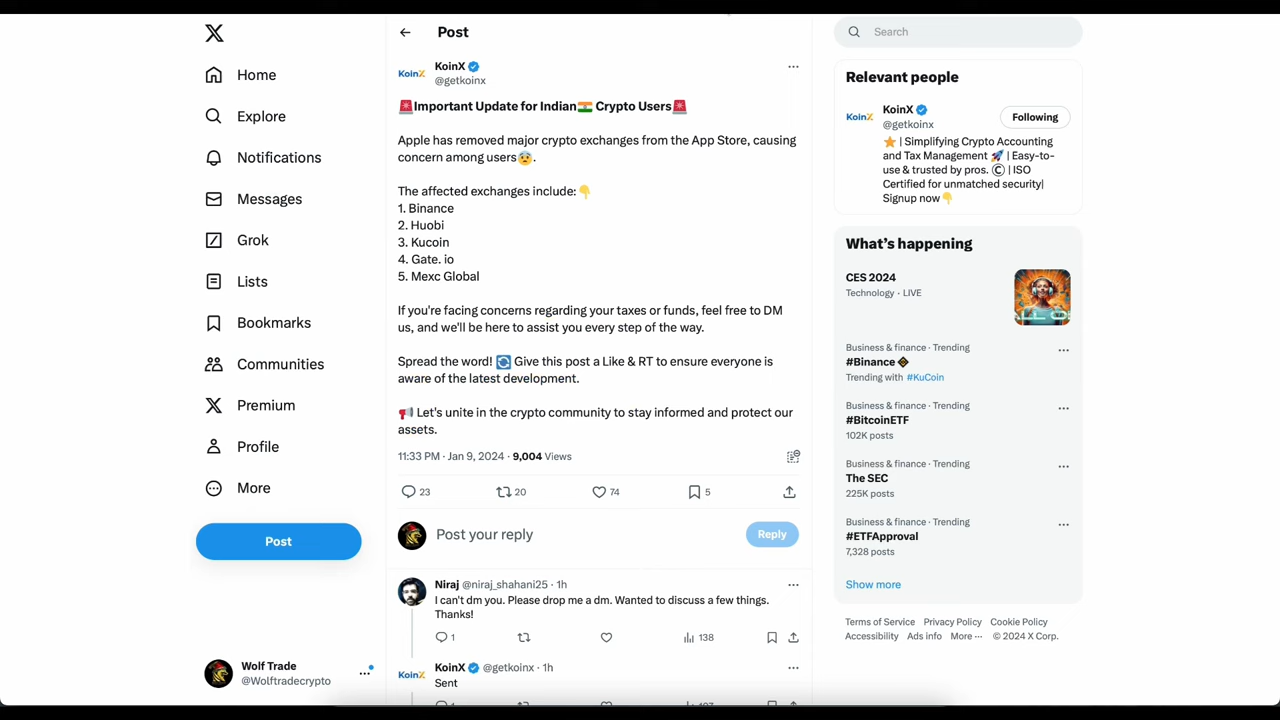 Home
Explore
Notifications
Messages
Grok
Lists
Bookmarks
Communities
Premium
Profile
More
Post
Wolf Trade
@Wolftradecrypto
Post
KoinX
KoinX
@getkoinx
🚨Important Update for Indian🇮🇳 Crypto Users🚨
Apple has removed major crypto exchanges from the App Store, causing
concern among users😨.
The affected exchanges include: 👇
1. Binance
2. Huobi
3. Kucoin
4. Gate. io
5. Mexc Global
If you're facing concerns regarding your taxes or funds, feel free to DM
us, and we'll be here to assist you every step of the way.
Spread the word! 🔄 Give this post a Like & RT to ensure everyone is
aware of the latest development.
📢 Let's unite in the crypto community to stay informed and protect our
assets.
11:33 PM · Jan 9, 2024 · 9,004 Views
23 20 74 5
Post your reply
Reply
Niraj @niraj_shahani25 · 1h
I can't dm you. Please drop me a dm. Wanted to discuss a few things.
Thanks!
1 138
KoinX
KoinX @getkoinx · 1h
Sent
Search
Relevant people
KoinX
KoinX
@getkoinx
Following
⭐ | Simplifying Crypto Accounting
and Tax Management 🚀 | Easy-to-
use & trusted by pros. ©️ | ISO
Certified for unmatched security|
Signup now👇
What's happening
CES 2024
Technology · LIVE
Business & finance · Trending
#Binance
Trending with #KuCoin
Business & finance · Trending
#BitcoinETF
102K posts
Business & finance · Trending
The SEC
225K posts
Business & finance · Trending
#ETFApproval
7,328 posts
Show more
Terms of Service Privacy Policy Cookie Policy
Accessibility Ads info More ··· © 2024 X Corp.